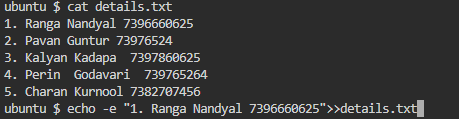 ubuntu $ cat details.txt
1. Ranga Nandyal 7396660625
2. Pavan Guntur 73976524
3. Kalyan Kadapa  7397860625
4. Perin  Godavari  739765264
5. Charan Kurnool 7382707456
ubuntu $ echo -e "1. Ranga Nandyal 7396660625">>details.txt